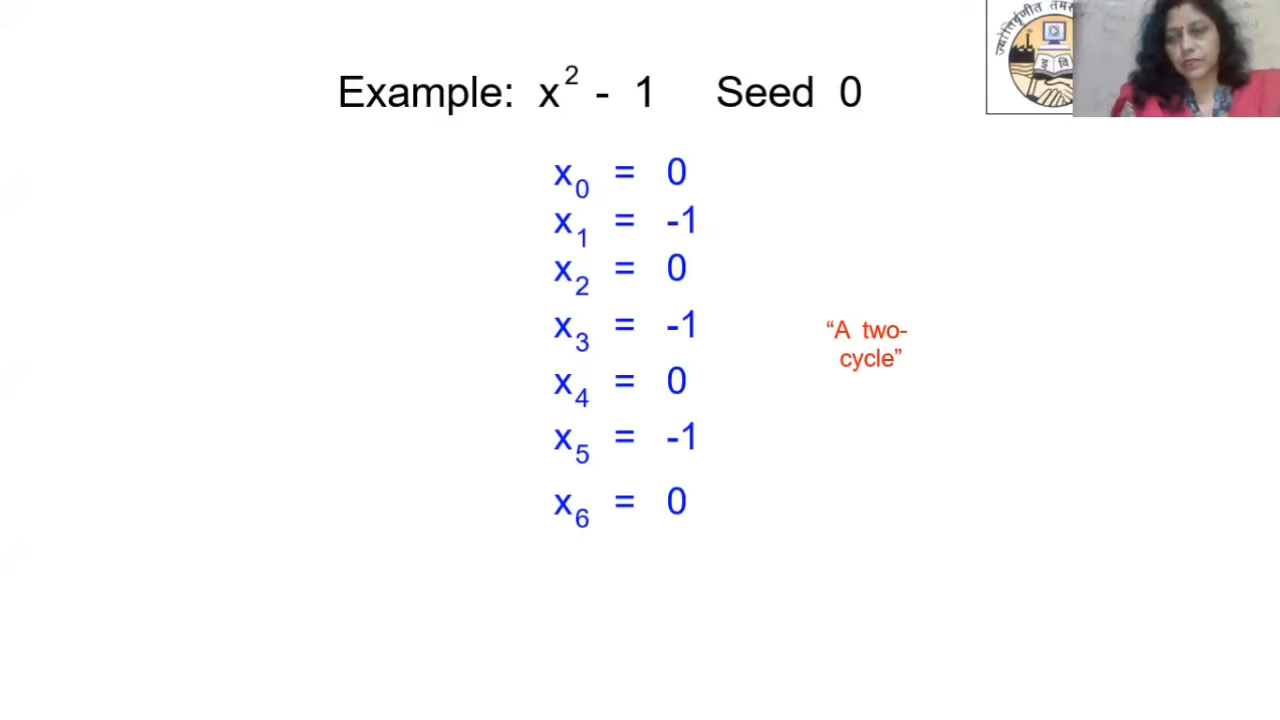 Example: x² - 1 Seed 0
x₀ = 0
x₁ = -1
x₂ = 0
x₃ = -1
“A two-
cycle”
x₄ = 0
x₅ = -1
x₆ = 0
ज्योतिर्वृणीत तमस
इ वि